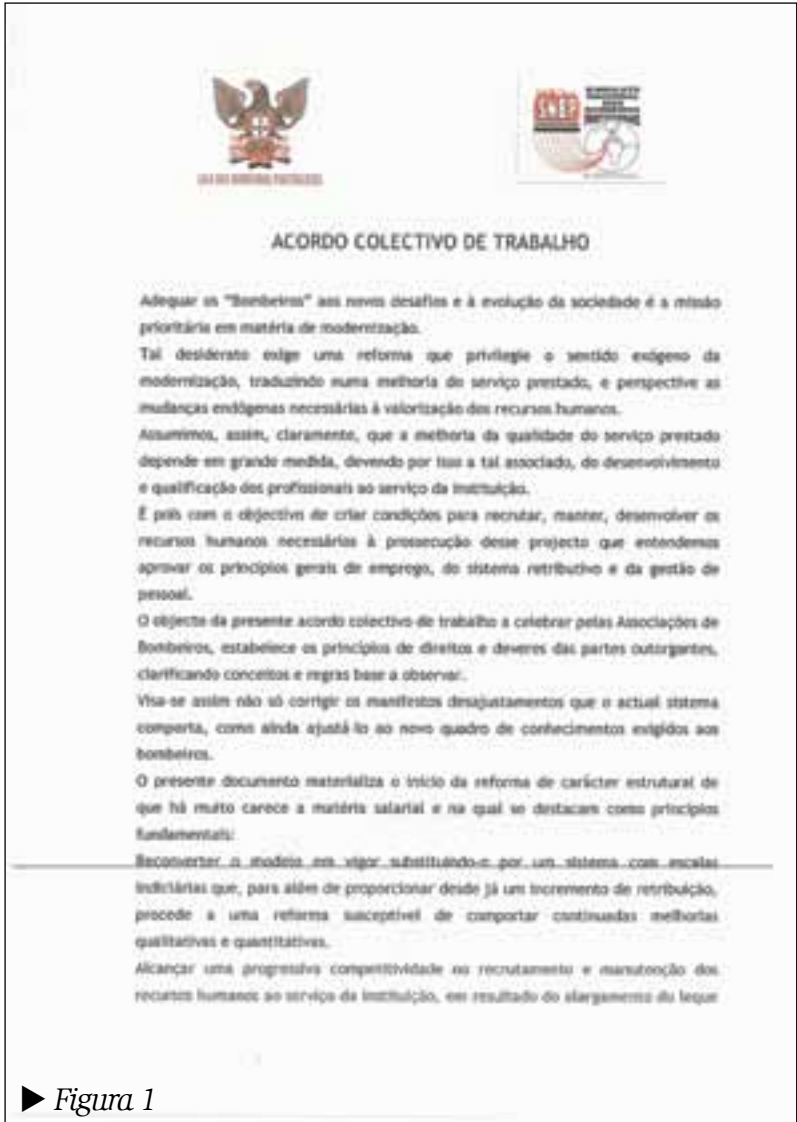 LIGA DOS BOMBEIROS PORTUGUESES
SNBP
ACORDO COLECTIVO DE TRABALHO
Adequar os "Bombeiros" aos novos desafios e à evolução da sociedade é a missão
prioritária em matéria de modernização.
Tal desiderato exige uma reforma que privilegie o sentido exógeno da
modernização, traduzindo numa melhoria do serviço prestado, e perspective as
mudanças endógenas necessárias à valorização dos recursos humanos.
Assumimos, assim, claramente, que a melhoria da qualidade do serviço prestado
depende em grande medida, devendo por isso a tal associado, do desenvolvimento
e qualificação dos profissionais ao serviço da instituição.
É pois com o objectivo de criar condições para recrutar, manter, desenvolver os
recursos humanos necessários à prossecução desse projecto que entendemos
aprovar os princípios gerais de emprego, do sistema retributivo e da gestão de
pessoal.
O objecto da presente acordo colectivo de trabalho a celebrar pelas Associações de
Bombeiros, estabelece os princípios de direitos e deveres das partes outorgantes,
clarificando conceitos e regras base a observar.
Visa-se assim não só corrigir os manifestos desajustamentos que o actual sistema
comporta, como ainda ajustá-lo ao novo quadro de conhecimentos exigidos aos
bombeiros.
O presente documento materializa o início da reforma de carácter estrutural de
que há muito carece a matéria salarial e na qual se destacam como princípios
fundamentais:
Reconverter o modelo em vigor substituindo-o por um sistema com escalas
indiciárias que, para além de proporcionar desde já um incremento de retribuição,
procede a uma reforma susceptível de comportar continuadas melhorias
qualitativas e quantitativas.
Alcançar uma progressiva competitividade no recrutamento e manutenção dos
recursos humanos ao serviço da instituição, em resultado do alargamento do leque
▶ Figura 1